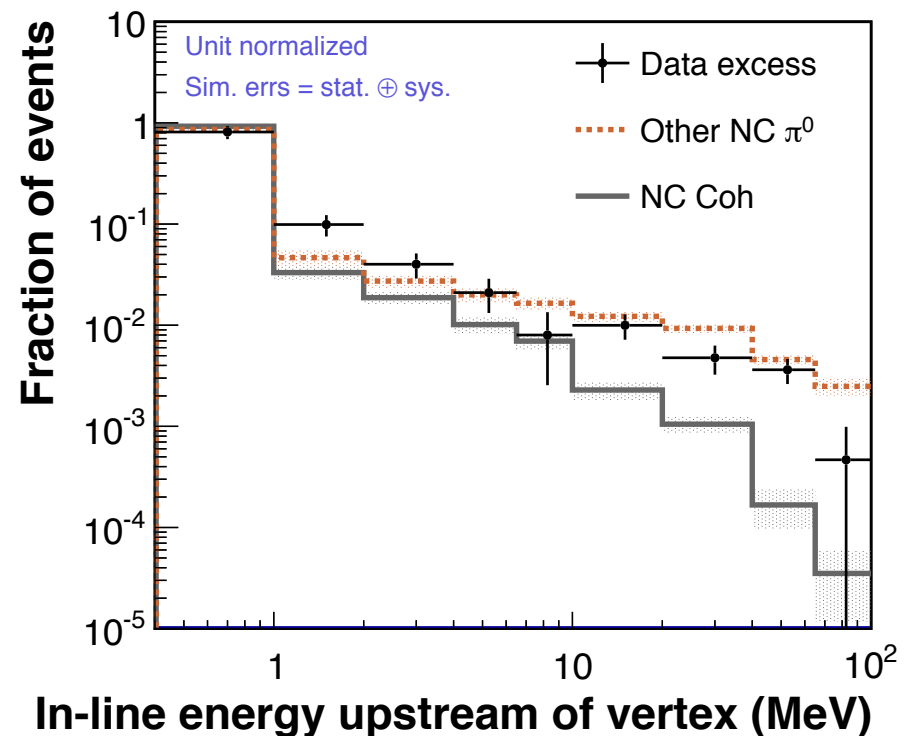 Fraction of events
Unit normalized
Sim. errs = stat. ⊕ sys.
Data excess
Other NC π⁰
NC Coh
10
1
10⁻¹
10⁻²
10⁻³
10⁻⁴
10⁻⁵
1 10 10²
In-line energy upstream of vertex (MeV)